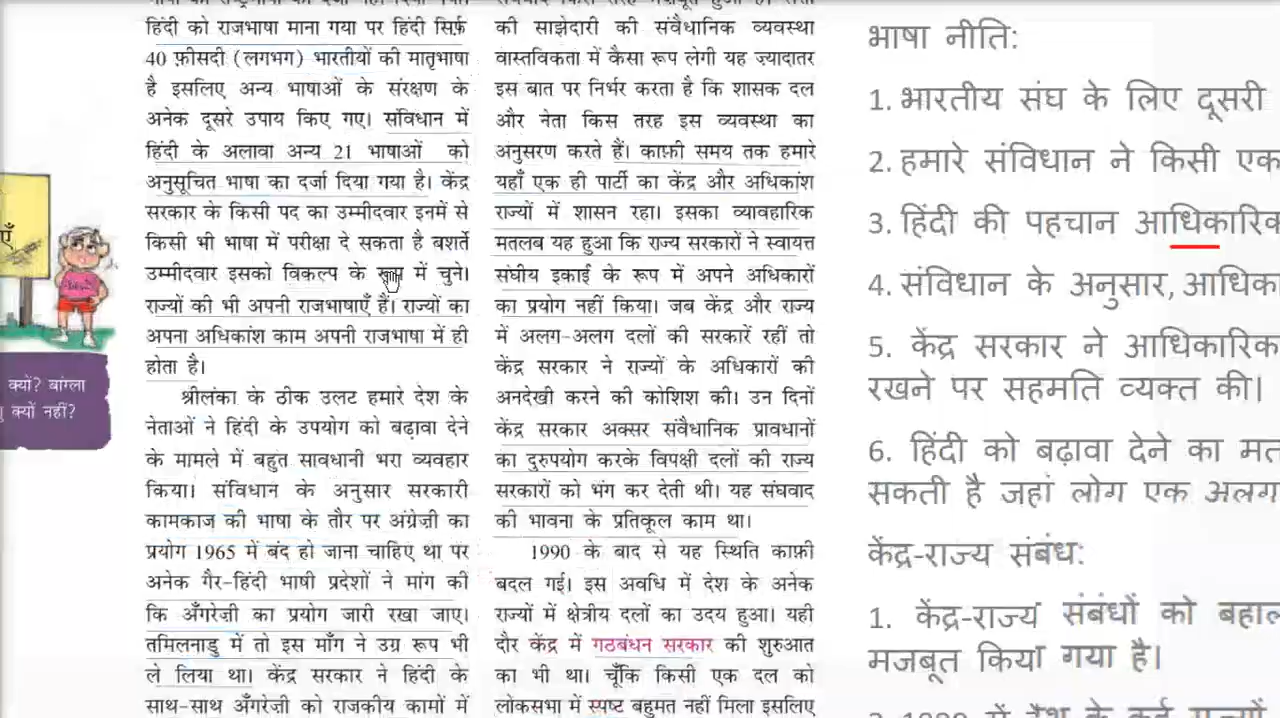 हिंदी को राजभाषा माना गया पर हिंदी सिर्फ़
40 फ़ीसदी (लगभग) भारतीयों की मातृभाषा
है इसलिए अन्य भाषाओं के संरक्षण के
अनेक दूसरे उपाय किए गए। संविधान में
हिंदी के अलावा अन्य 21 भाषाओं को
अनुसूचित भाषा का दर्जा दिया गया है। केंद्र
सरकार के किसी पद का उम्मीदवार इनमें से
किसी भी भाषा में परीक्षा दे सकता है बशर्ते
उम्मीदवार इसको विकल्प के रूप में चुने।
राज्यों की भी अपनी राजभाषाएँ हैं। राज्यों का
अपना अधिकांश काम अपनी राजभाषा में ही
होता है।
श्रीलंका के ठीक उलट हमारे देश के
नेताओं ने हिंदी के उपयोग को बढ़ावा देने
के मामले में बहुत सावधानी भरा व्यवहार
किया। संविधान के अनुसार सरकारी
कामकाज की भाषा के तौर पर अंग्रेज़ी का
प्रयोग 1965 में बंद हो जाना चाहिए था पर
अनेक गैर-हिंदी भाषी प्रदेशों ने मांग की
कि अँगरेज़ी का प्रयोग जारी रखा जाए।
तमिलनाडु में तो इस माँग ने उग्र रूप भी
ले लिया था। केंद्र सरकार ने हिंदी के
साथ-साथ अँगरेज़ी को राजकीय कामों में
की साझेदारी की संवैधानिक व्यवस्था
वास्तविकता में कैसा रूप लेगी यह ज्यादातर
इस बात पर निर्भर करता है कि शासक दल
और नेता किस तरह इस व्यवस्था का
अनुसरण करते हैं। काफ़ी समय तक हमारे
यहाँ एक ही पार्टी का केंद्र और अधिकांश
राज्यों में शासन रहा। इसका व्यावहारिक
मतलब यह हुआ कि राज्य सरकारों ने स्वायत्त
संघीय इकाई के रूप में अपने अधिकारों
का प्रयोग नहीं किया। जब केंद्र और राज्य
में अलग-अलग दलों की सरकारें रहीं तो
केंद्र सरकार ने राज्यों के अधिकारों की
अनदेखी करने की कोशिश की। उन दिनों
केंद्र सरकार अक्सर संवैधानिक प्रावधानों
का दुरुपयोग करके विपक्षी दलों की राज्य
सरकारों को भंग कर देती थी। यह संघवाद
की भावना के प्रतिकूल काम था।
1990 के बाद से यह स्थिति काफ़ी
बदल गई। इस अवधि में देश के अनेक
राज्यों में क्षेत्रीय दलों का उदय हुआ। यही
दौर केंद्र में गठबंधन सरकार की शुरुआत
का भी था। चूँकि किसी एक दल को
लोकसभा में स्पष्ट बहुमत नहीं मिला इसलिए
क्यों? बांग्ला
क्यों नहीं?
भाषा नीति:
1. भारतीय संघ के लिए दूसरी
2. हमारे संविधान ने किसी एक
3. हिंदी की पहचान आधिकारिक
4. संविधान के अनुसार, आधिका
5. केंद्र सरकार ने आधिकारिक
रखने पर सहमति व्यक्त की।
6. हिंदी को बढ़ावा देने का मत
सकती है जहां लोग एक अलग
केंद्र-राज्य संबंध:
1. केंद्र-राज्य संबंधों को बहाल
मजबूत किया गया है।